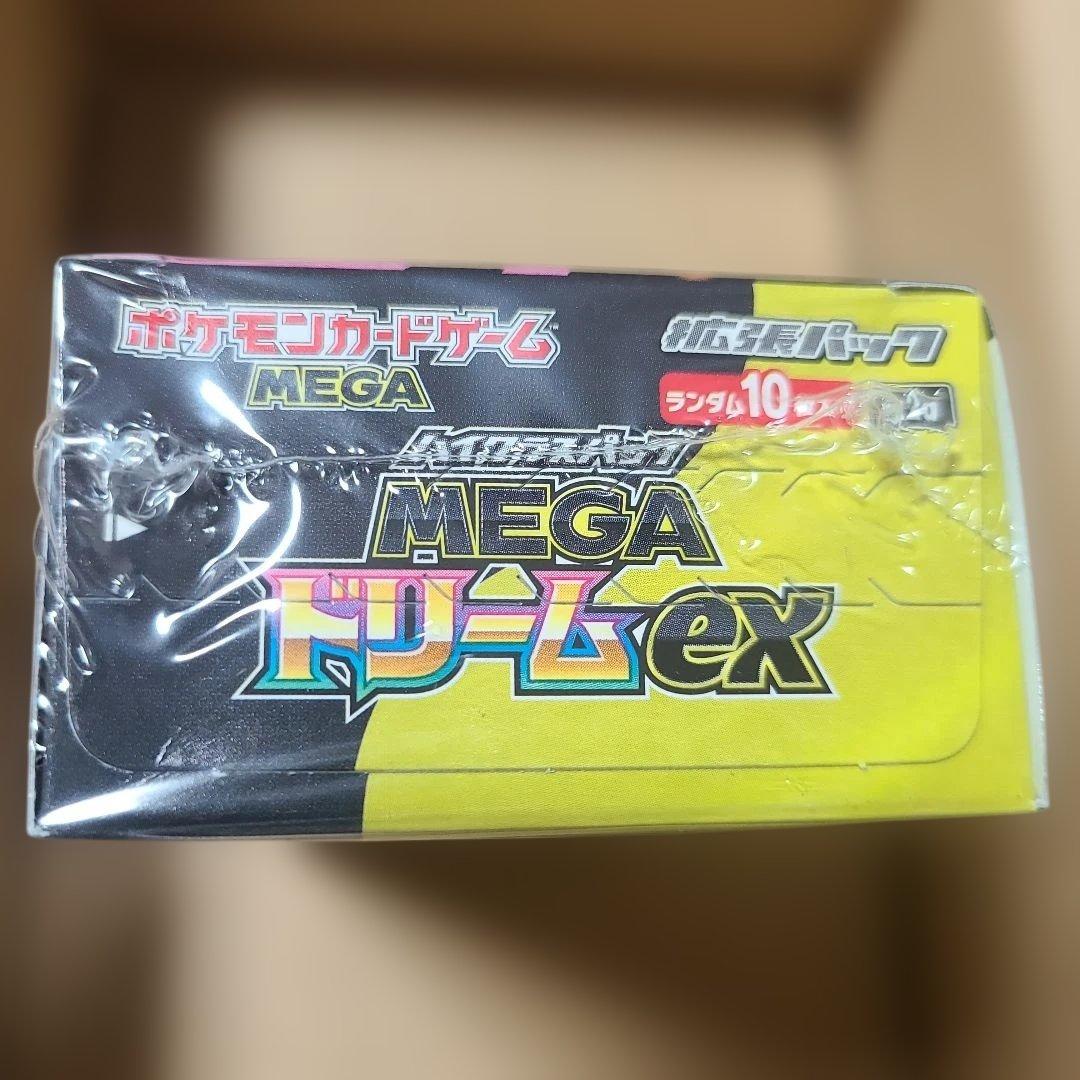 ポケモンカードゲーム
MEGA
拡張パック
ランダム10
ハイクラスパック
MEGA
ドリームex